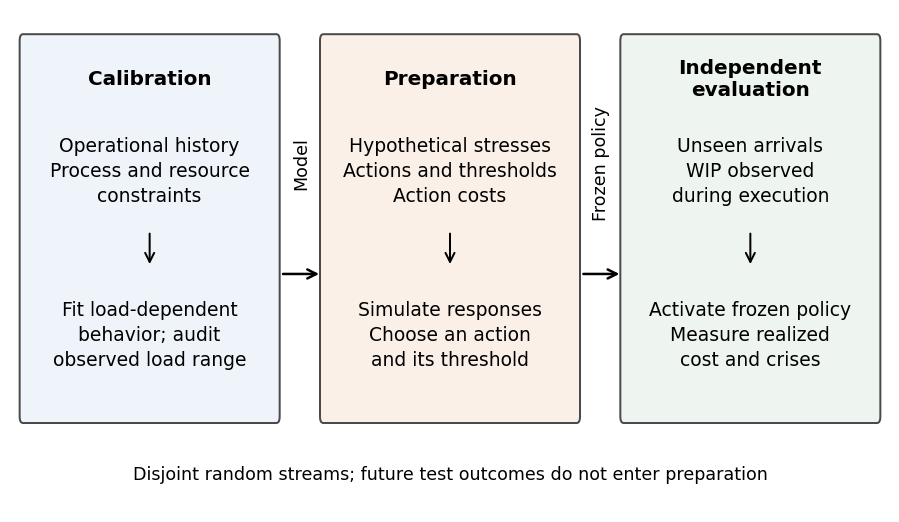 Calibration
Operational history
Process and resource
constraints
Fit load-dependent
behavior; audit
observed load range
Model
Preparation
Hypothetical stresses
Actions and thresholds
Action costs
Simulate responses
Choose an action
and its threshold
Frozen policy
Independent
evaluation
Unseen arrivals
WIP observed
during execution
Activate frozen policy
Measure realized
cost and crises
Disjoint random streams; future test outcomes do not enter preparation